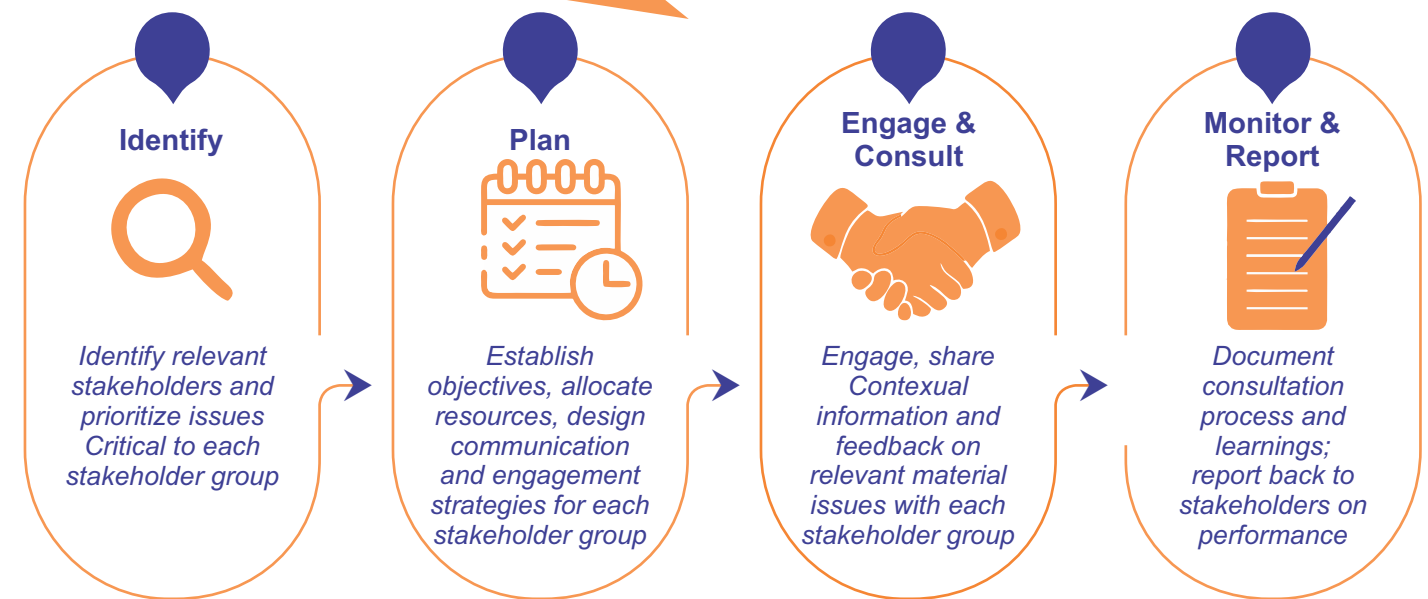 Identify
Identify relevant
stakeholders and
prioritize issues
Critical to each
stakeholder group
Plan
Establish
objectives, allocate
resources, design
communication
and engagement
strategies for each
stakeholder group
Engage &
Consult
Engage, share
Contexual
information and
feedback on
relevant material
issues with each
stakeholder group
Monitor &
Report
Document
consultation
process and
learnings;
report back to
stakeholders on
performance